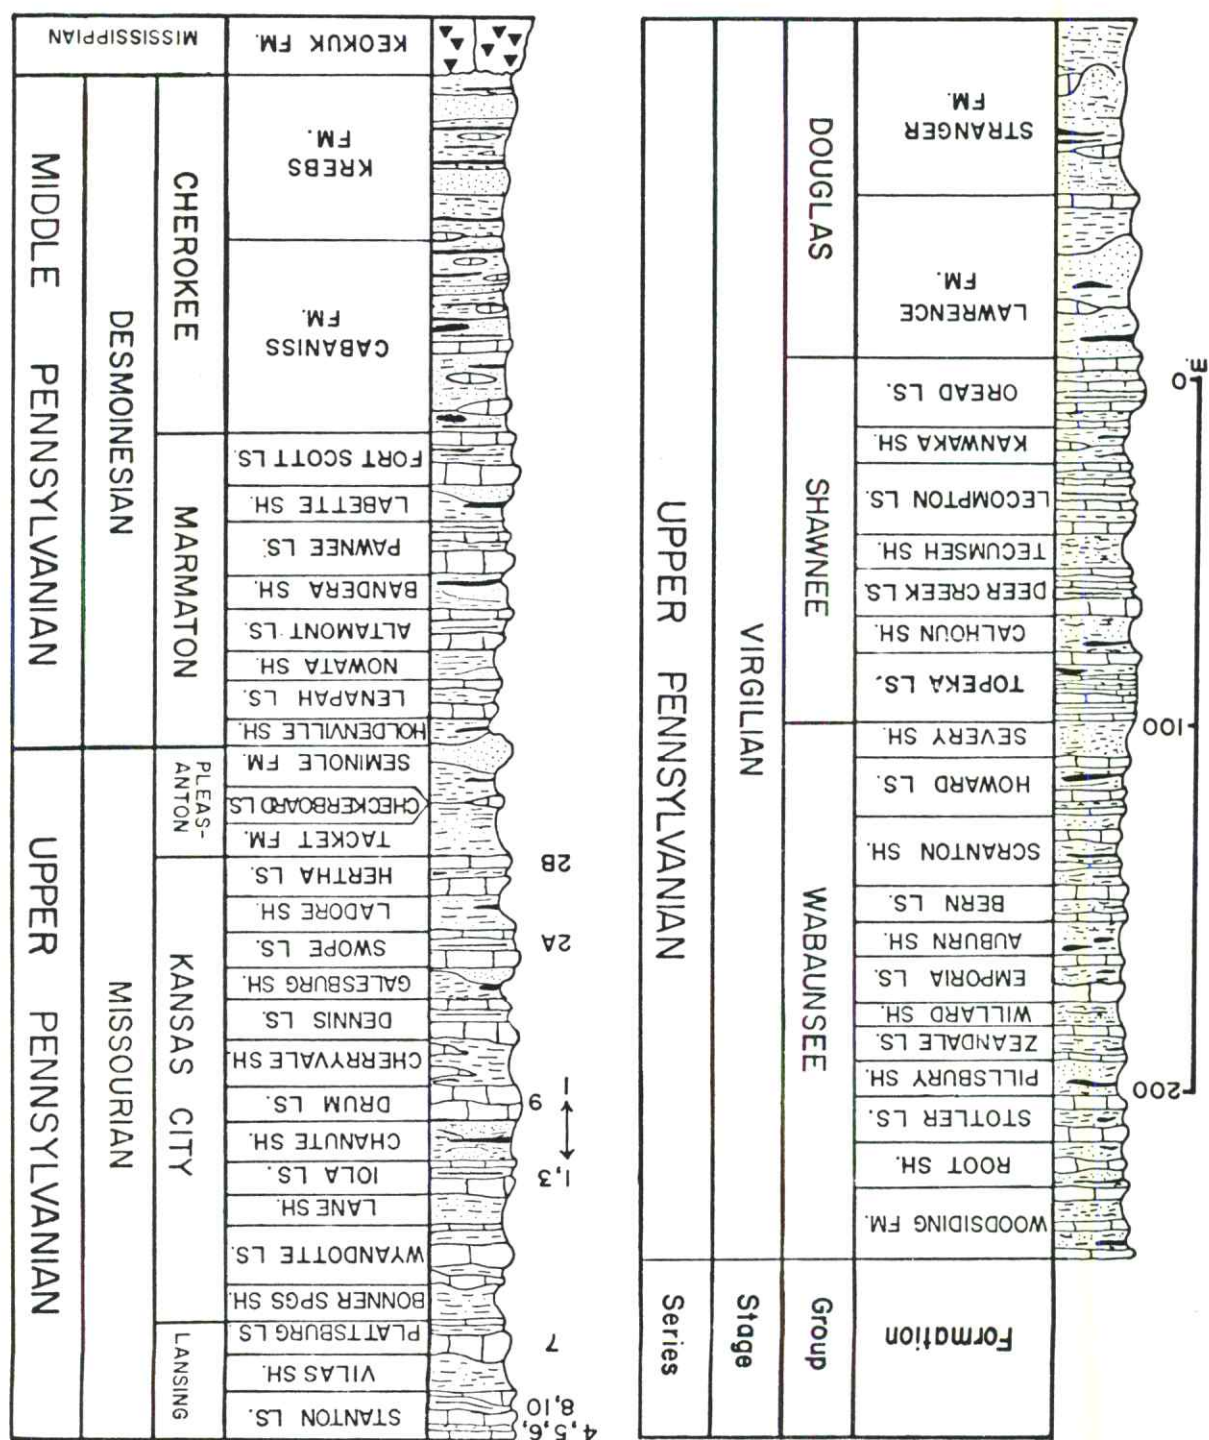 Formation
Group
Stage
Series
WOODSIDING FM.
ROOT SH.
STOTLER LS.
PILLSBURY SH.
ZEANDALE LS.
WILLARD SH.
EMPORIA LS.
AUBURN SH.
BERN LS.
SCRANTON SH.
HOWARD LS.
SEVERY SH.
TOPEKA LS.
CALHOUN SH.
DEER CREEK LS.
TECUMSEH SH.
LECOMPTON LS.
KANWAKA SH.
OREAD LS.
LAWRENCE
FM.
STRANGER
FM.
WABAUNSEE
SHAWNEE
DOUGLAS
VIRGILIAN
UPPER PENNSYLVANIAN
200
100
0
m.
4,5,6,
8,10
7
1,3
9
1
2A
2B
STANTON LS.
VILAS SH.
PLATTSBURG LS
BONNER SPGS SH.
WYANDOTTE LS.
LANE SH.
IOLA LS.
CHANUTE SH.
DRUM LS.
CHERRYVALE SH.
DENNIS LS.
GALESBURG SH.
SWOPE LS.
LADORE SH.
HERTHA LS.
TACKET FM.
CHECKERBOARD LS.
SEMINOLE FM.
HOLDENVILLE SH.
LENAPAH LS.
NOWATA SH.
ALTAMONT LS.
BANDERA SH.
PAWNEE LS.
LABETTE SH.
FORT SCOTT LS.
CABANISS
FM.
KREBS
FM.
KEOKUK FM.
LANSING
KANSAS CITY
PLEAS-
ANTON
MARMATON
CHEROKEE
MISSOURIAN
DESMOINESIAN
UPPER PENNSYLVANIAN
MIDDLE PENNSYLVANIAN
MISSISSIPPIAN